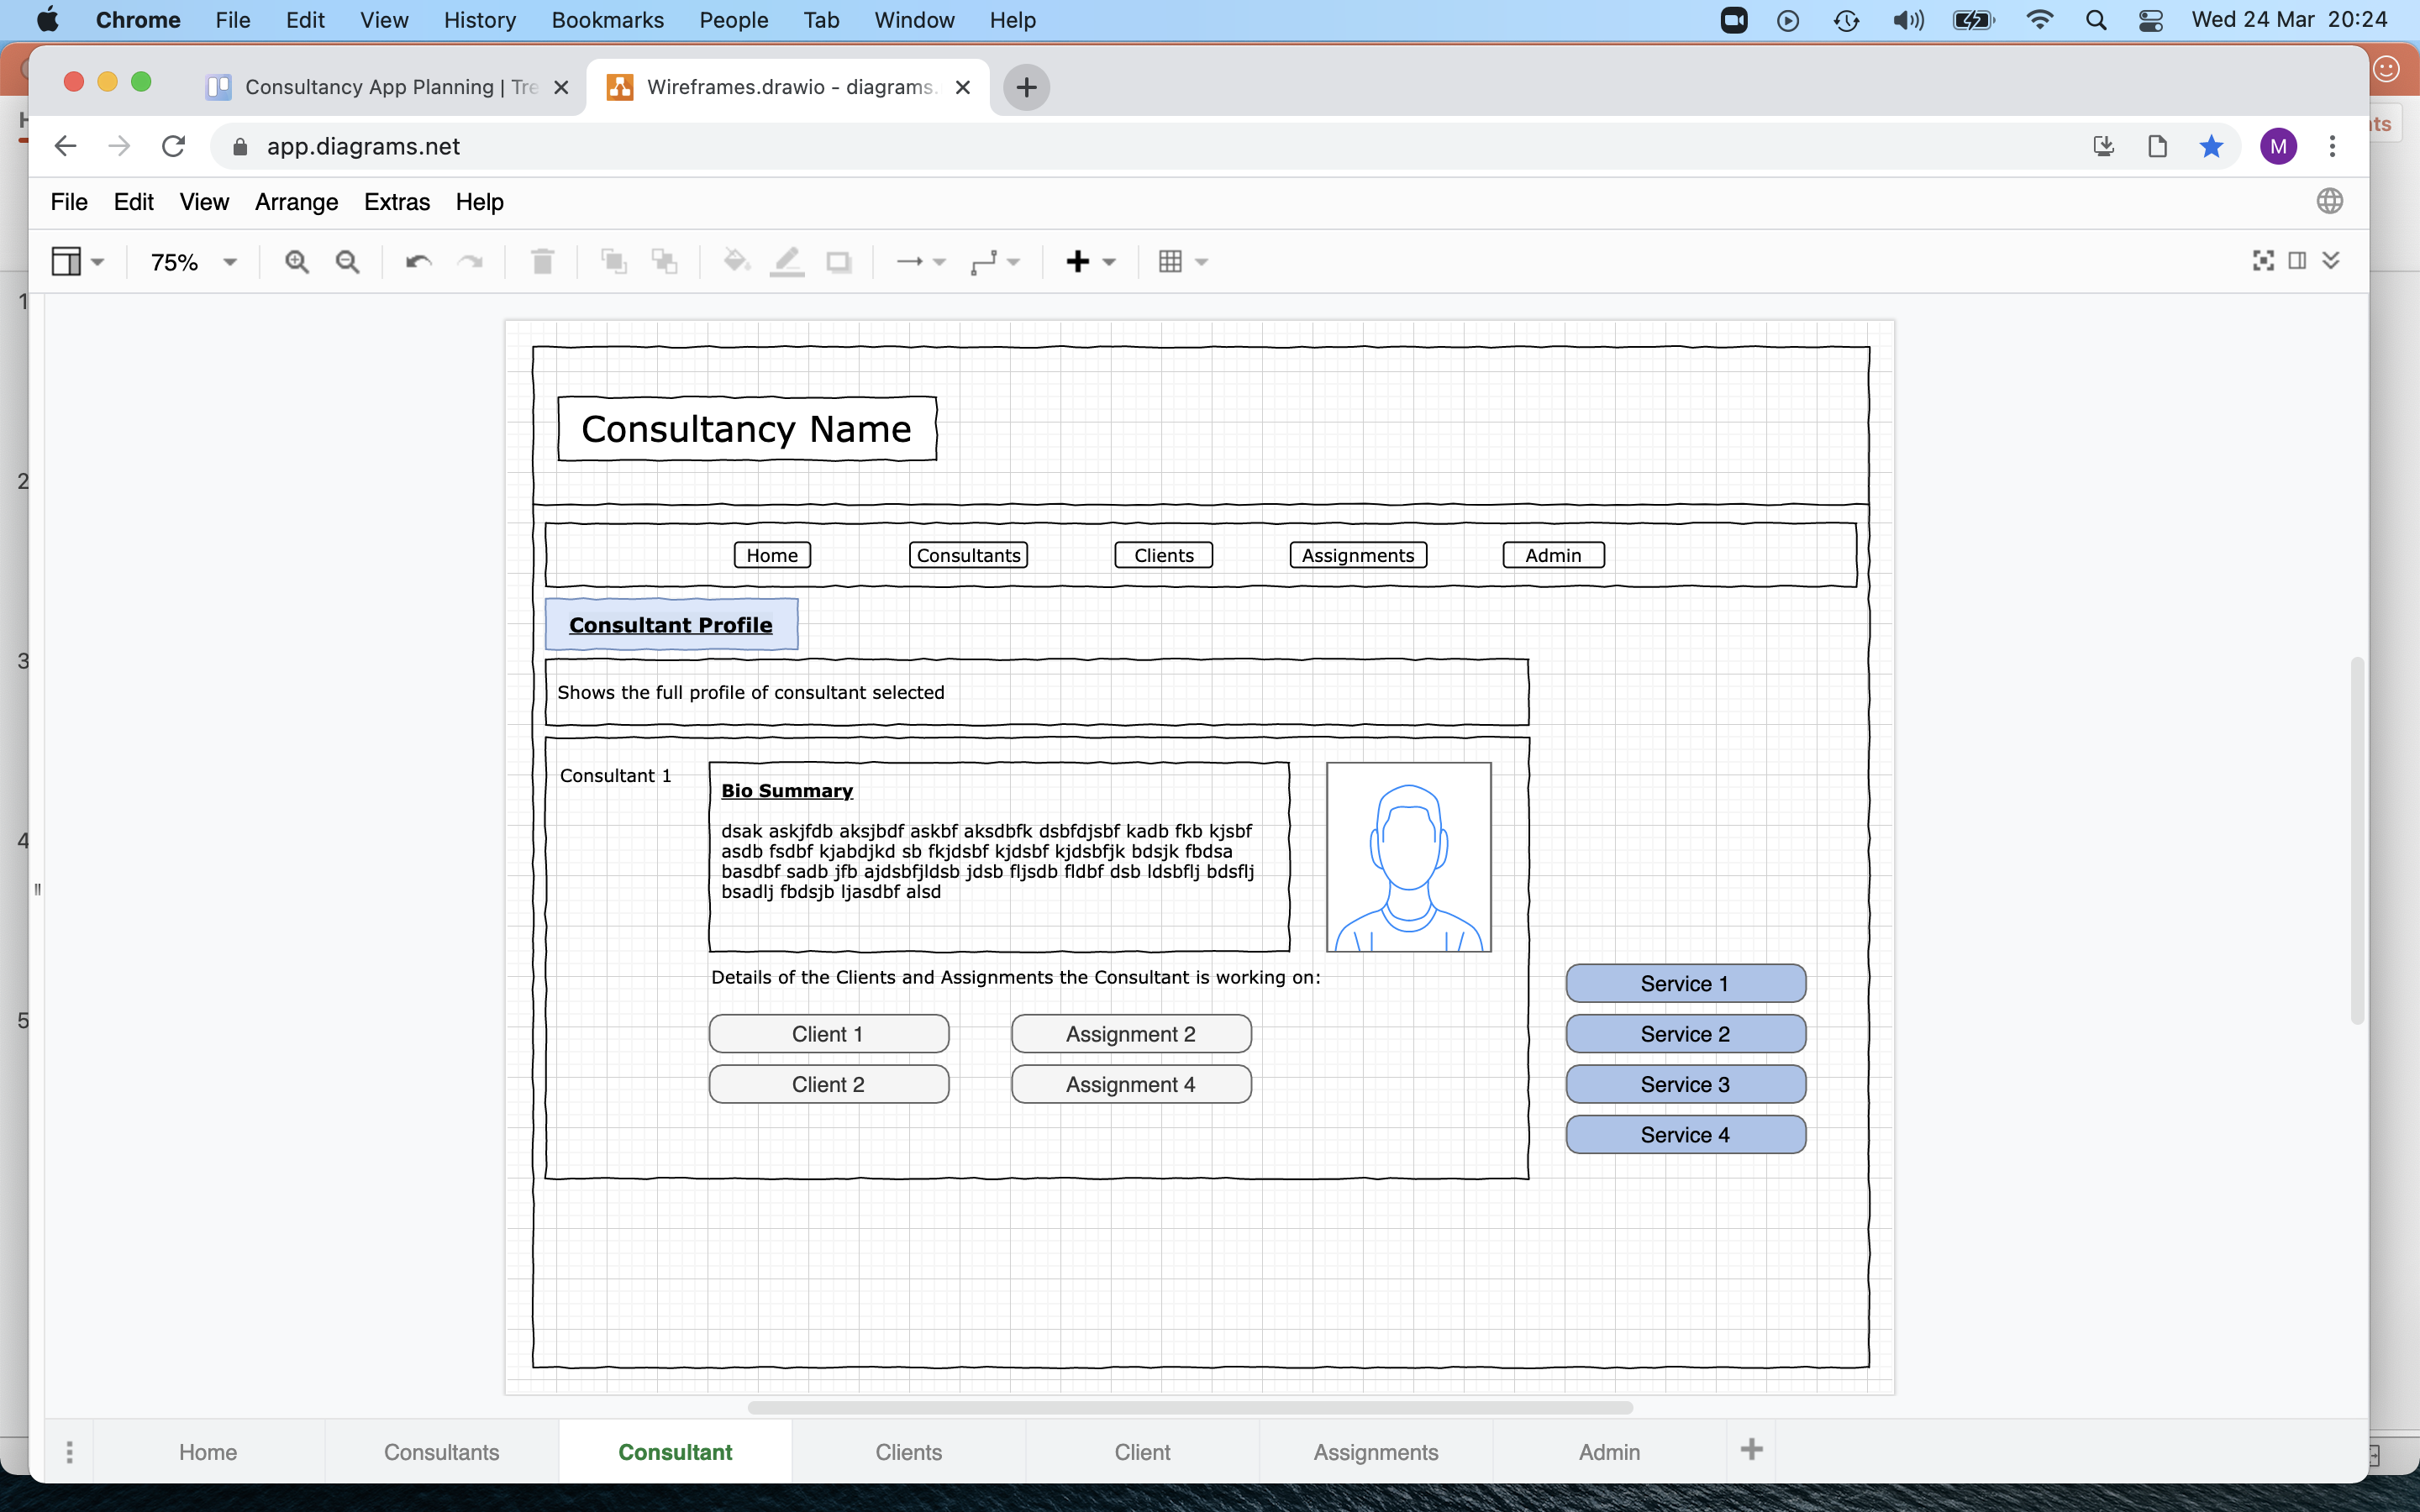 Chrome File Edit View History Bookmarks People Tab Window Help Wed 24 Mar 20:24
Consultancy App Planning | Tre Wireframes.drawio - diagrams.
app.diagrams.net M
File Edit View Arrange Extras Help
75%
1
2
3
4
5
Consultancy Name
Home Consultants Clients Assignments Admin
Consultant Profile
Shows the full profile of consultant selected
Consultant 1
Bio Summary
dsak askjfdb aksjbdf askbf aksdbfk dsbfdjsbf kadb fkb kjsbf
asdb fsdbf kjabdjkd sb fkjdsbf kjdsbf kjdsbfjk bdsjk fbdsa
basdbf sadb jfb ajdsbfjldsb jdsb fljsdb fldbf dsb ldsbflj bdsflj
bsadlj fbdsjb ljasdbf alsd
Details of the Clients and Assignments the Consultant is working on:
Client 1 Assignment 2
Client 2 Assignment 4
Service 1
Service 2
Service 3
Service 4
Home Consultants Consultant Clients Client Assignments Admin